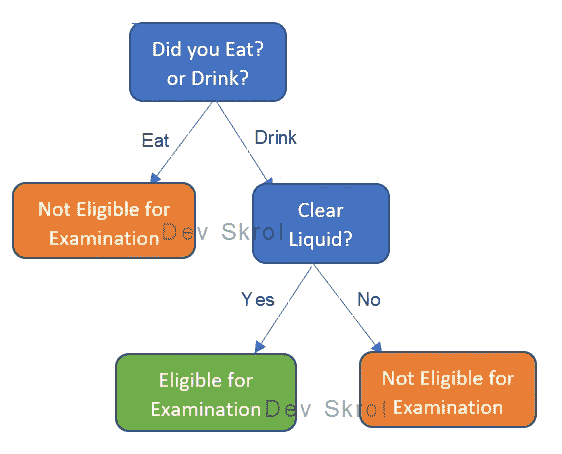 Did you Eat?
or Drink?
Eat
Drink
Not Eligible for
Examination
Dev Skrol
Clear
Liquid?
Yes
No
Eligible for
Examination
Dev Skrol
Not Eligible for
Examination